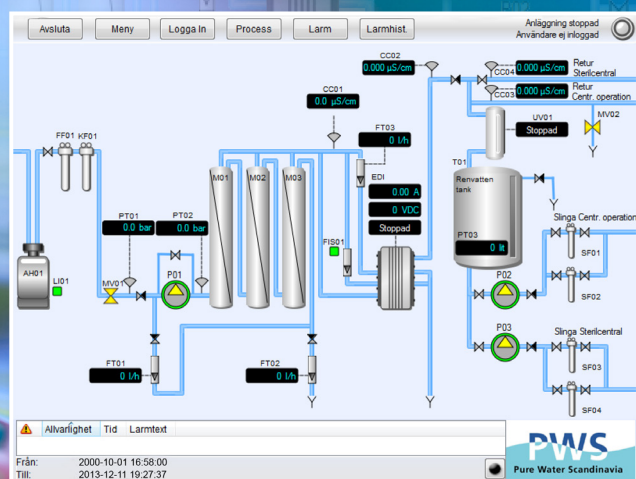 Avsluta Meny Logga In Process Larm Larmhist.
Anläggning stoppad
Användare ej inloggad
CC02
0.000 µS/cm
CC04
0.000 µS/cm
Retur
Sterilcentral
CC03
0.000 µS/cm
Retur
Centr. operation
CC01
0.0 µS/cm
UV01
Stoppad
MV02
FF01 KF01
FT03
0 l/h
T01
EDI
0.00 A
0 VDC
Stoppad
M01 M02 M03
Renvatten
tank
PT03
0 lit
PT01
0.0 bar
PT02
0.0 bar
Slinga Centr. operation
SF01
SF02
FIS01
AH01
LI01
MV01
P01
P02
P03
Slinga Sterilcentral
SF03
SF04
FT01
0 l/h
FT02
0 l/h
Allvarlighet Tid Larmtext
Från: 2000-10-01 16:58:00
Till: 2013-12-11 19:27:37
PWS
Pure Water Scandinavia